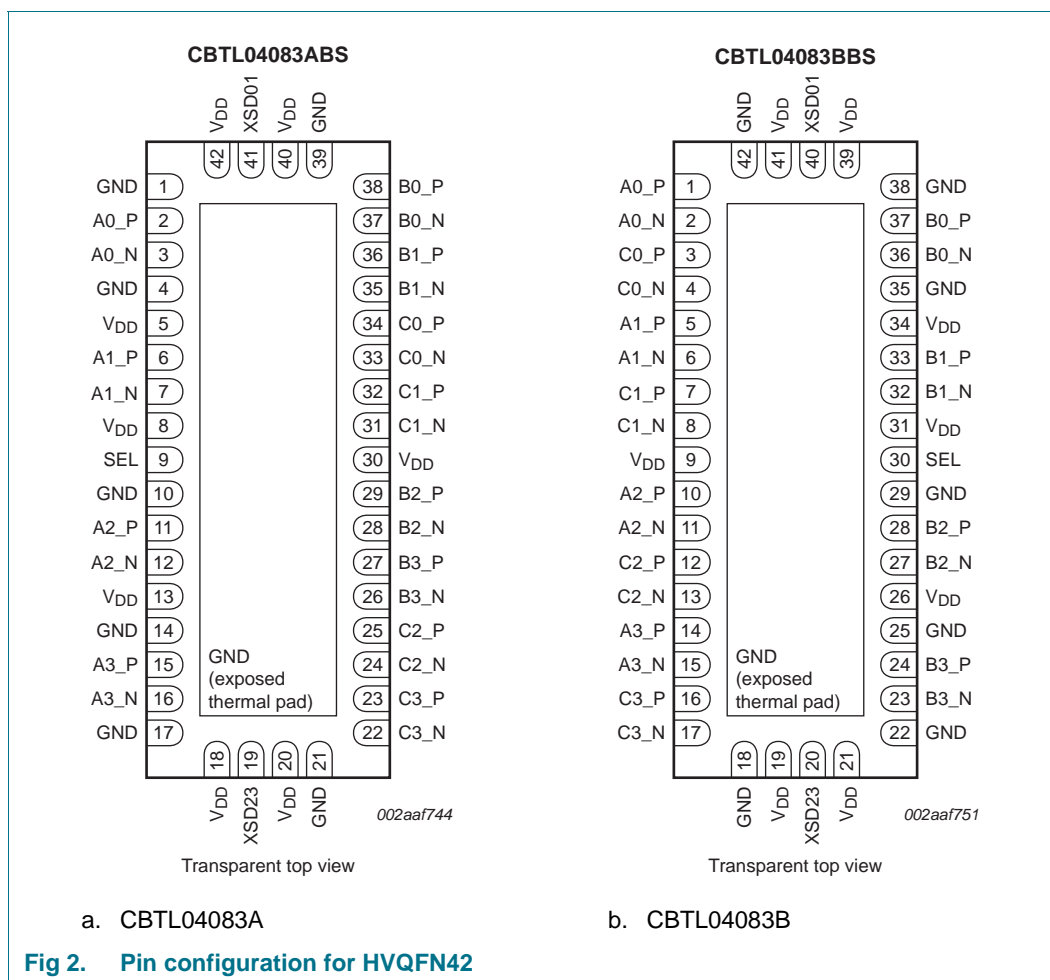 CBTL04083ABS
VDD
XSD01
VDD
GND
42
41
40
39
GND 1
A0_P 2
A0_N 3
GND 4
VDD 5
A1_P 6
A1_N 7
VDD 8
SEL 9
GND 10
A2_P 11
A2_N 12
VDD 13
GND 14
A3_P 15
A3_N 16
GND 17
38 B0_P
37 B0_N
36 B1_P
35 B1_N
34 C0_P
33 C0_N
32 C1_P
31 C1_N
30 VDD
29 B2_P
28 B2_N
27 B3_P
26 B3_N
25 C2_P
24 C2_N
23 C3_P
22 C3_N
GND
(exposed
thermal pad)
18
19
20
21
VDD
XSD23
VDD
GND
002aaf744
Transparent top view
a. CBTL04083A
CBTL04083BBS
GND
VDD
XSD01
VDD
42
41
40
39
A0_P 1
A0_N 2
C0_P 3
C0_N 4
A1_P 5
A1_N 6
C1_P 7
C1_N 8
VDD 9
A2_P 10
A2_N 11
C2_P 12
C2_N 13
A3_P 14
A3_N 15
C3_P 16
C3_N 17
38 GND
37 B0_P
36 B0_N
35 GND
34 VDD
33 B1_P
32 B1_N
31 VDD
30 SEL
29 GND
28 B2_P
27 B2_N
26 VDD
25 GND
24 B3_P
23 B3_N
22 GND
GND
(exposed
thermal pad)
18
19
20
21
GND
VDD
XSD23
VDD
002aaf751
Transparent top view
b. CBTL04083B
Fig 2. Pin configuration for HVQFN42